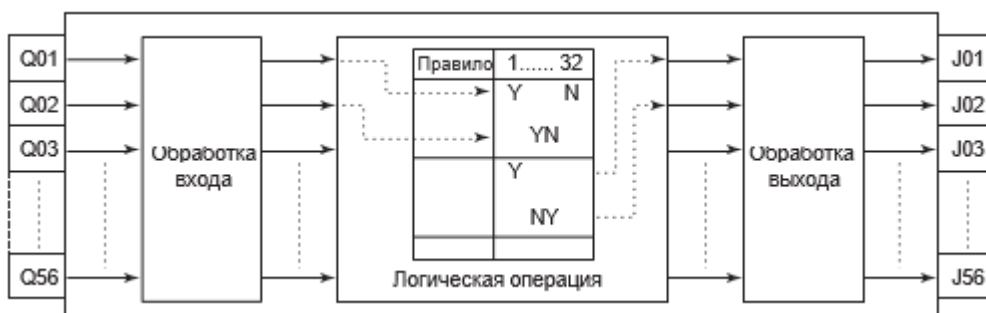 Q01
Q02
Q03
Q56
Обработка
входа
Правило 1...... 32
Y N
YN
Y
NY
Логическая операция
Обработка
выхода
J01
J02
J03
J56